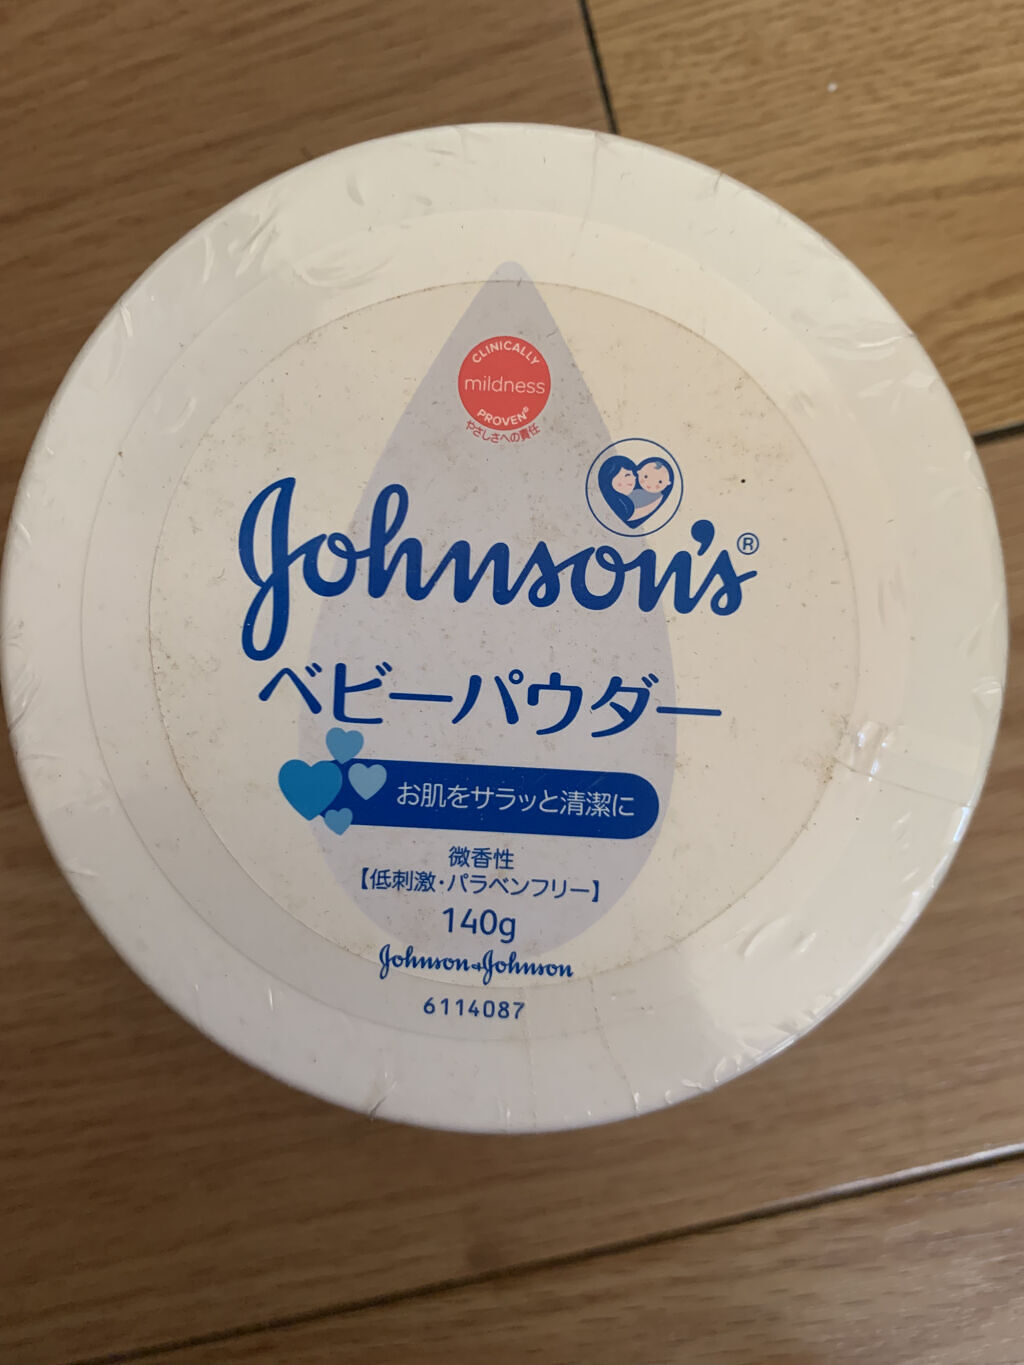 CLINICALLY
mildness
PROVEN®
やさしさへの責任
Johnson's®
ベビーパウダー
お肌をサラッと清潔に
微香性
【低刺激・パラベンフリー】
140g
Johnson&Johnson
6114087